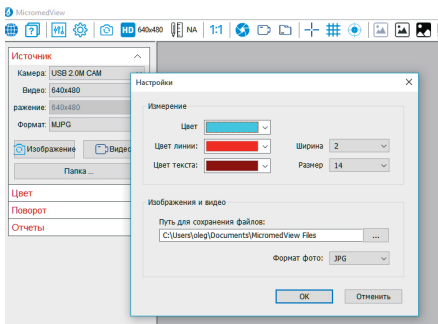 MicromedView
HD 640x480 NA 1:1
Источник
Камера: USB 2.0M CAM
Видео: 640x480
ражение: 640x480
Формат: MJPG
Изображение Видео
Папка ...
Цвет
Поворот
Отчеты
Настройки
Измерение
Цвет
Цвет линии: Ширина 2
Цвет текста: Размер 14
Изображения и видео
Путь для сохранения файлов:
C:\Users\oleg\Documents\MicromedView Files ...
Формат фото: JPG
OK Отменить